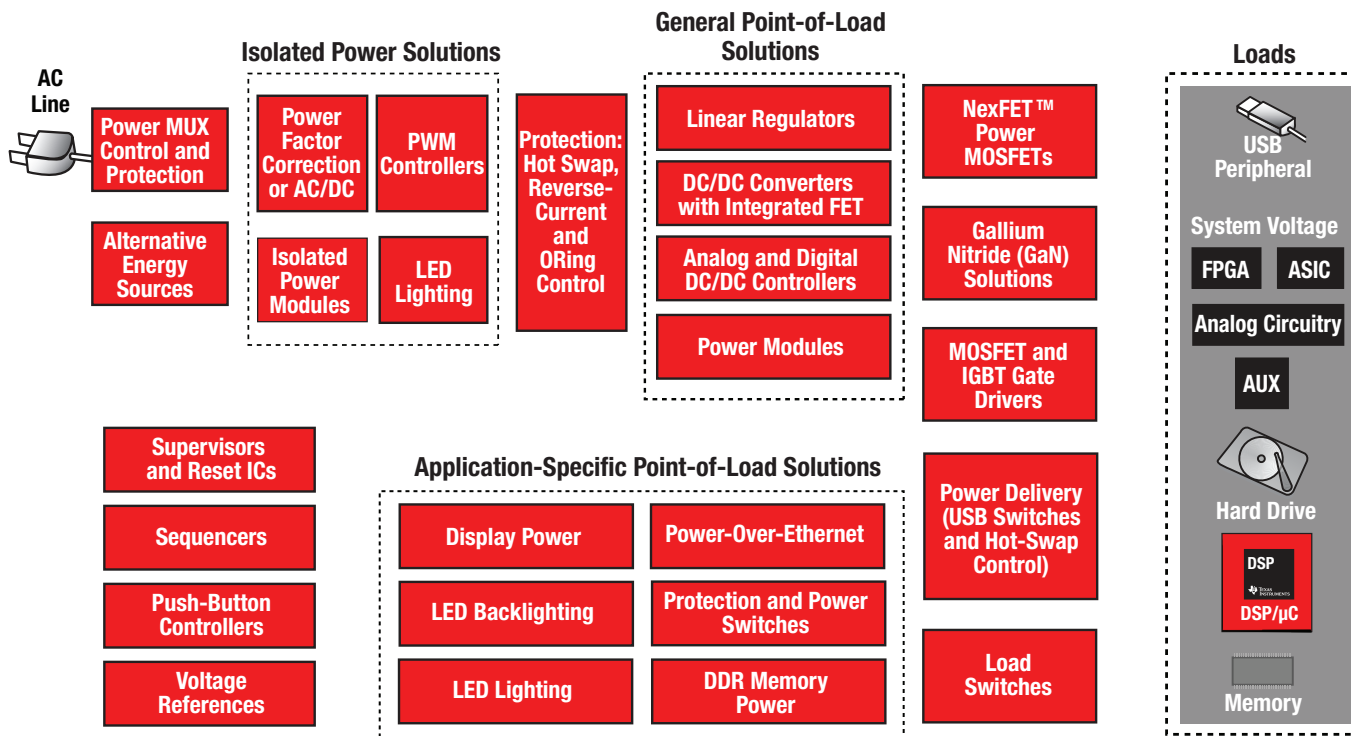 AC
Line
Power MUX
Control and
Protection
Alternative
Energy
Sources
Isolated Power Solutions
Power
Factor
Correction
or AC/DC
PWM
Controllers
Isolated
Power
Modules
LED
Lighting
Protection:
Hot Swap,
Reverse-
Current
and
ORing
Control
General Point-of-Load
Solutions
Linear Regulators
DC/DC Converters
with Integrated FET
Analog and Digital
DC/DC Controllers
Power Modules
NexFET™
Power
MOSFETs
Gallium
Nitride (GaN)
Solutions
MOSFET and
IGBT Gate
Drivers
Power Delivery
(USB Switches
and Hot-Swap
Control)
Load
Switches
Supervisors
and Reset ICs
Sequencers
Push-Button
Controllers
Voltage
References
Application-Specific Point-of-Load Solutions
Display Power
Power-Over-Ethernet
LED Backlighting
Protection and Power
Switches
LED Lighting
DDR Memory
Power
Loads
USB
Peripheral
System Voltage
FPGA
ASIC
Analog Circuitry
AUX
Hard Drive
DSP
Texas
Instruments
DSP/µC
Memory